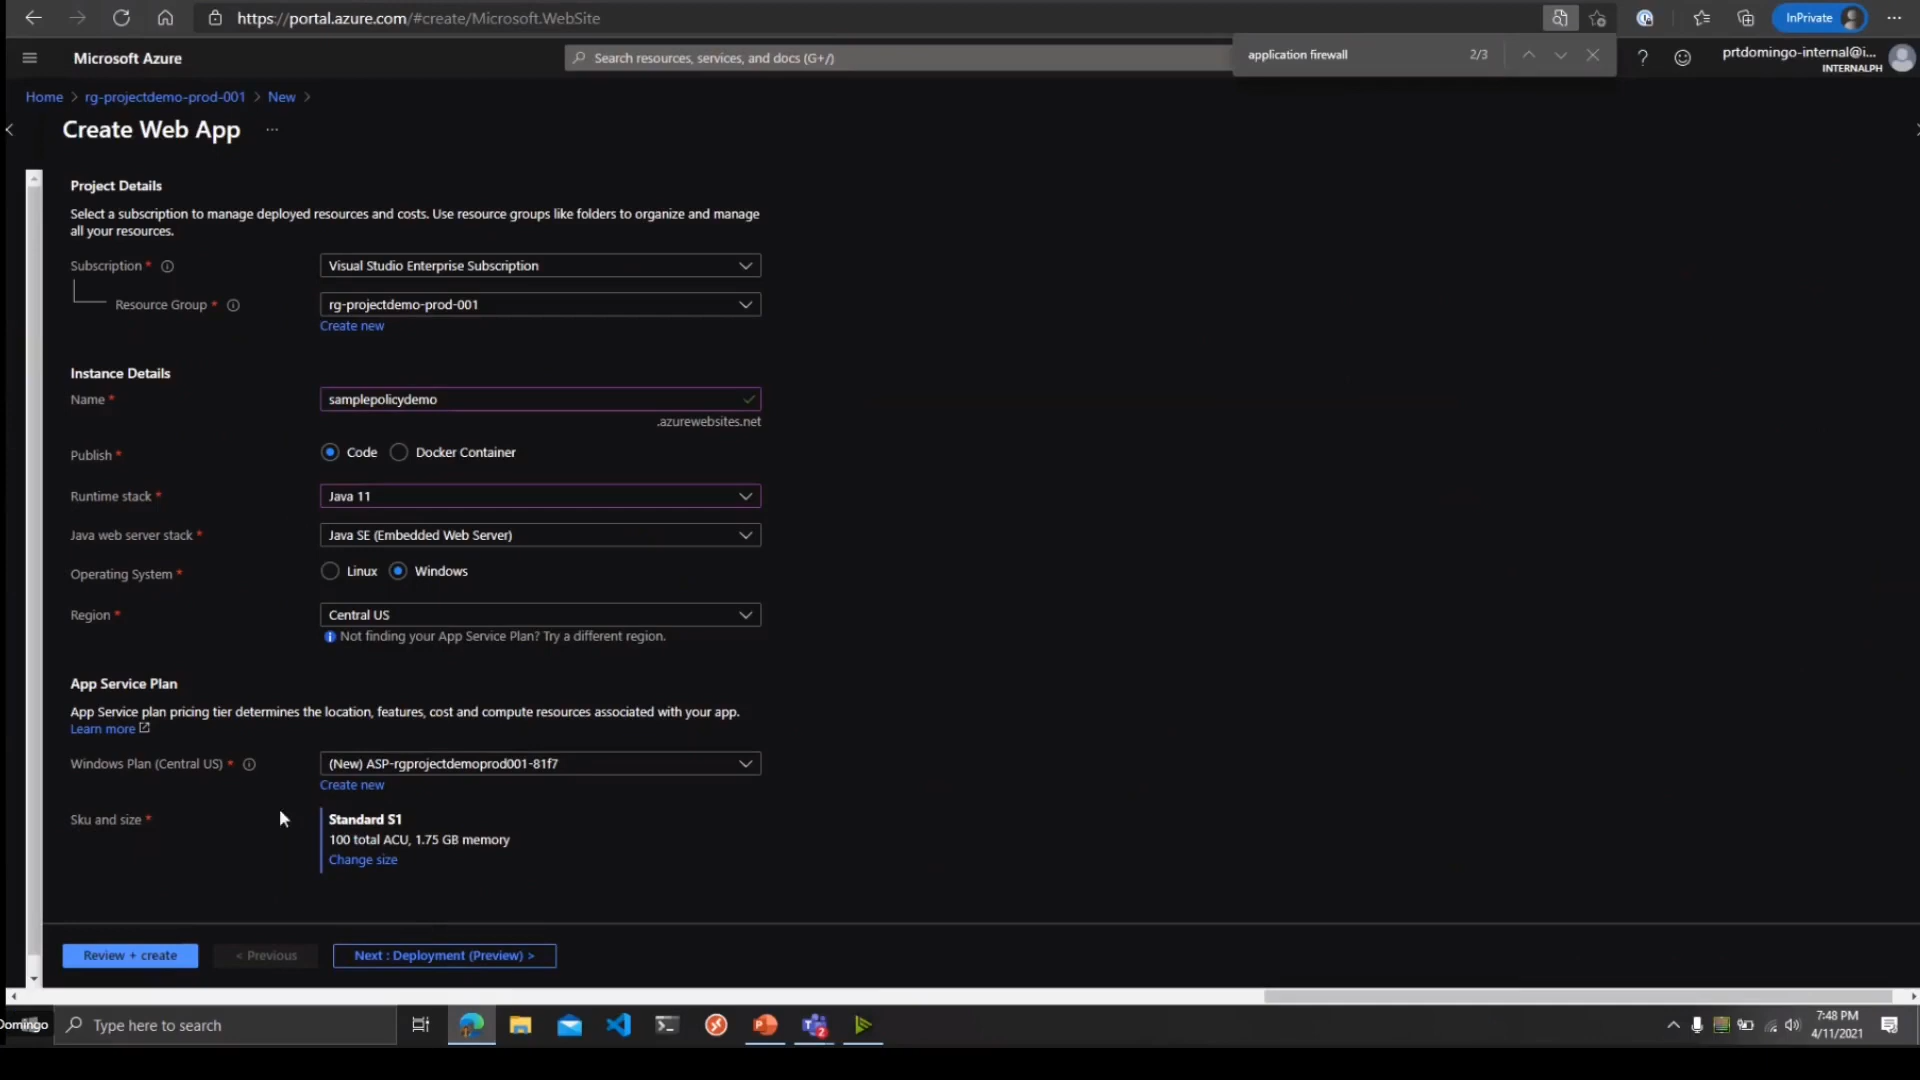 https://portal.azure.com/#create/Microsoft.WebSite
InPrivate
Microsoft Azure
Search resources, services, and docs (G+/)
application firewall 2/3
prtdomingo-internal@i...
INTERNALPH
Home > rg-projectdemo-prod-001 > New >
Create Web App ...
Project Details
Select a subscription to manage deployed resources and costs. Use resource groups like folders to organize and manage
all your resources.
Subscription * Visual Studio Enterprise Subscription
Resource Group * rg-projectdemo-prod-001
Create new
Instance Details
Name * samplepolicydemo
.azurewebsites.net
Publish * Code Docker Container
Runtime stack * Java 11
Java web server stack * Java SE (Embedded Web Server)
Operating System * Linux Windows
Region * Central US
Not finding your App Service Plan? Try a different region.
App Service Plan
App Service plan pricing tier determines the location, features, cost and compute resources associated with your app.
Learn more
Windows Plan (Central US) * (New) ASP-rgprojectdemoprod001-81f7
Create new
Sku and size * Standard S1
100 total ACU, 1.75 GB memory
Change size
Review + create < Previous Next : Deployment (Preview) >
Domingo Type here to search 2 7:48 PM
4/11/2021